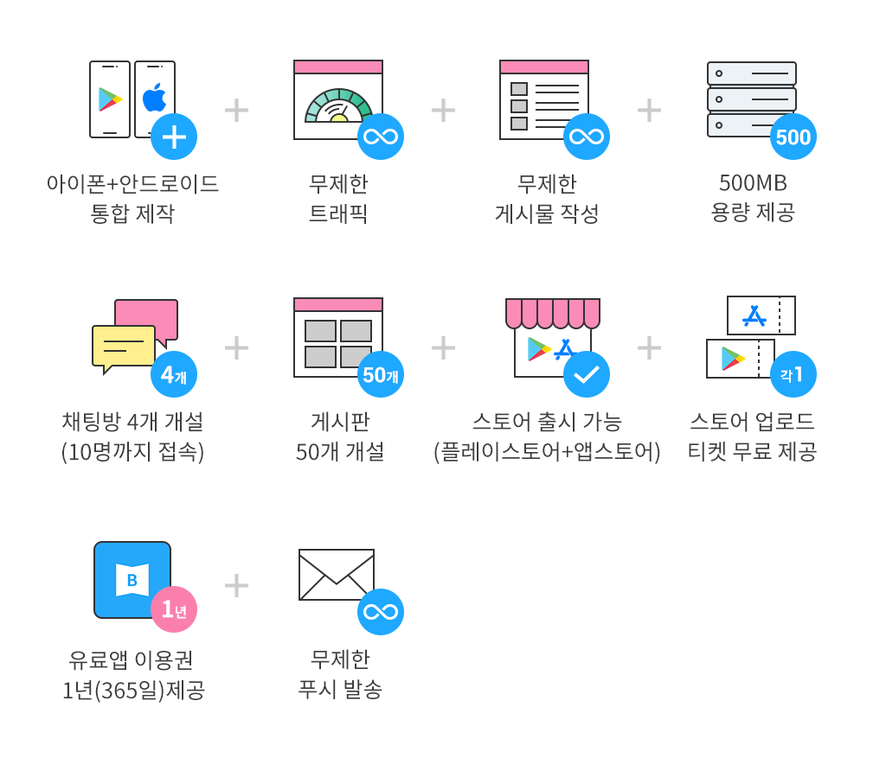 500
아이폰+안드로이드
통합 제작
무제한
트래픽
무제한
게시물 작성
500MB
용량 제공
4개
50개
각1
채팅방 4개 개설
(10명까지 접속)
게시판
50개 개설
스토어 출시 가능
(플레이스토어+앱스토어)
스토어 업로드
티켓 무료 제공
B
1년
유료앱 이용권
1년(365일)제공
무제한
푸시 발송